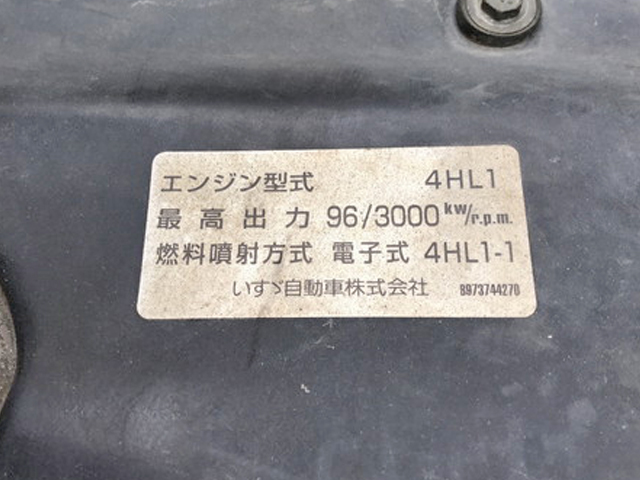 エンジン型式 4HL1
最高出力 96/3000 kw/r.p.m.
燃料噴射方式 電子式 4HL1-1
いすゞ自動車株式会社 8973744270